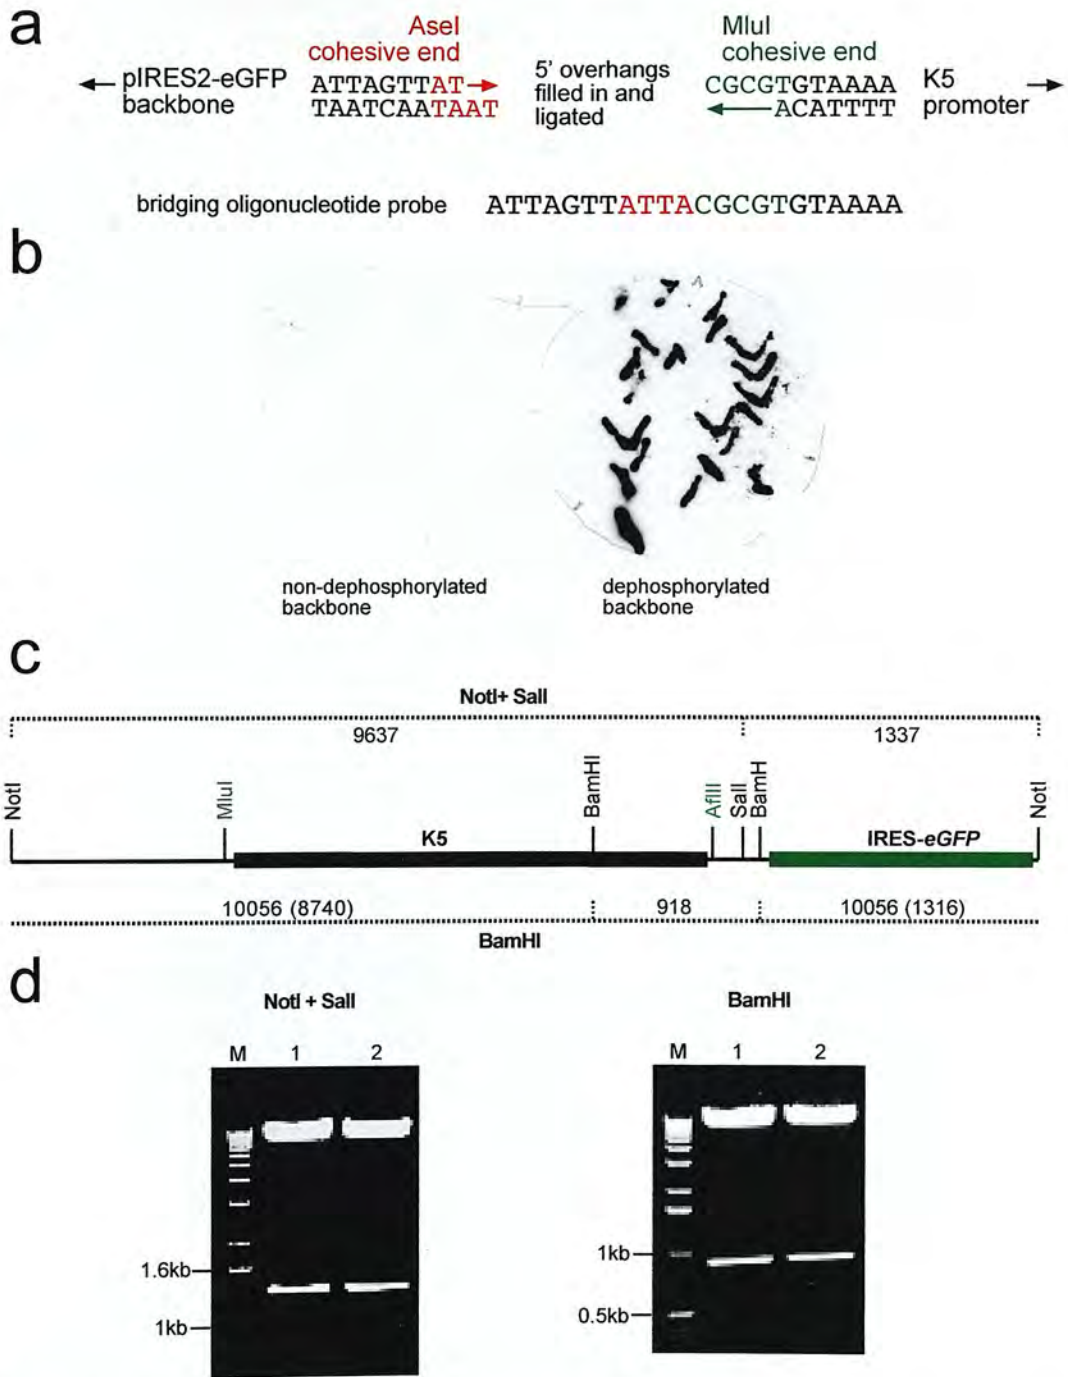 a
AseI
cohesive end
MluI
cohesive end
pIRES2-eGFP
backbone
ATTAGTTAT
TAATCAATAAT
5' overhangs
filled in and
ligated
CGCGTGTAAAA
ACATTTT
K5
promoter
bridging oligonucleotide probe ATTAGTTATTACGCGTGTAAAA
b
non-dephosphorylated
backbone
dephosphorylated
backbone
c
NotI+ SalI
9637 1337
NotI MluI BamHI AflII SalI BamH NotI
K5 IRES-eGFP
10056 (8740) 918 10056 (1316)
BamHI
d
NotI + SalI
M 1 2
1.6kb
1kb
BamHI
M 1 2
1kb
0.5kb